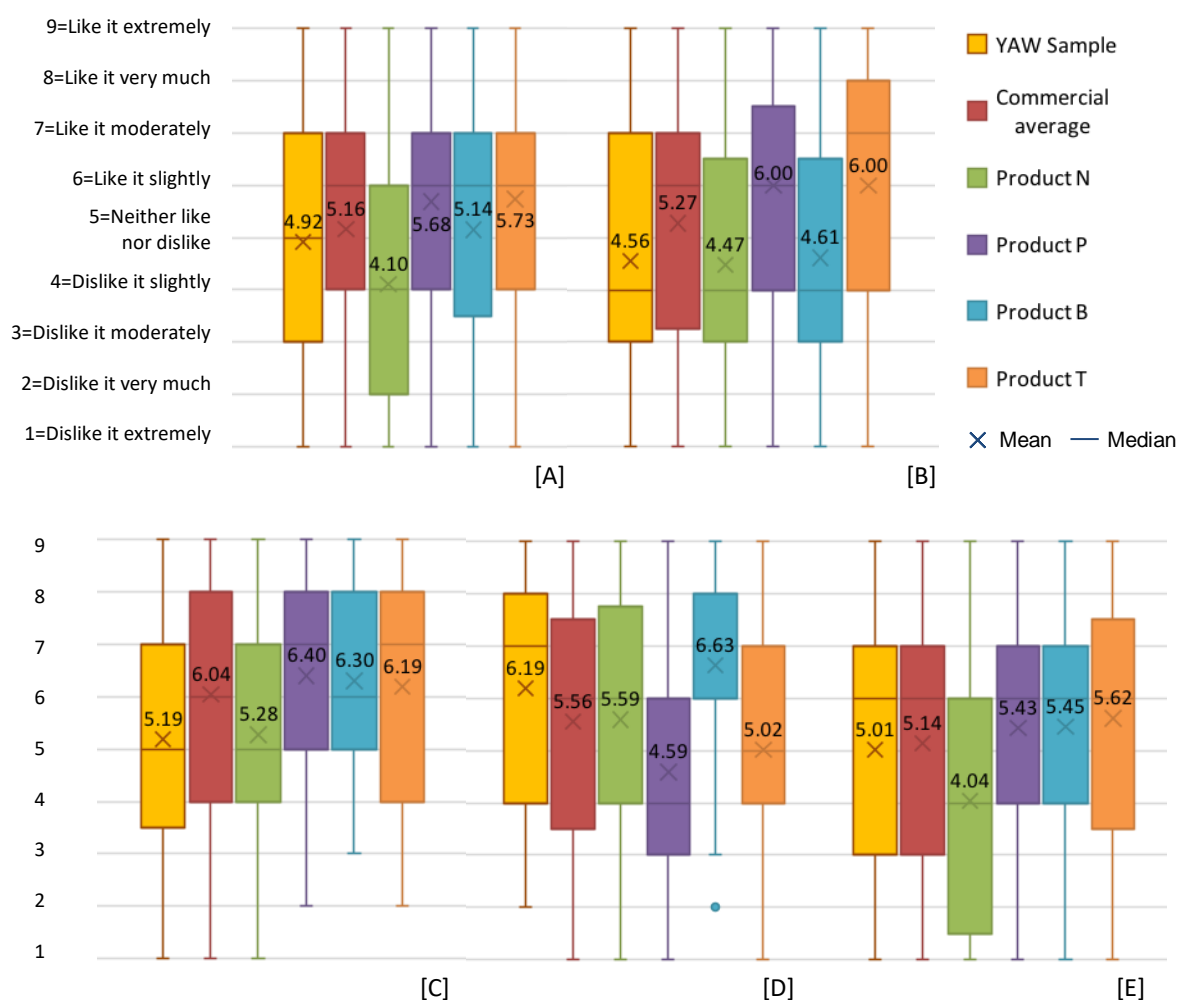 9=Like it extremely
8=Like it very much
7=Like it moderately
6=Like it slightly
5=Neither like
nor dislike
4=Dislike it slightly
3=Dislike it moderately
2=Dislike it very much
1=Dislike it extremely
4.92
5.16
4.10
5.68
5.14
5.73
4.56
5.27
4.47
6.00
4.61
6.00
[A]
[B]
YAW Sample
Commercial
average
Product N
Product P
Product B
Product T
Mean
Median
9
8
7
6
5
4
3
2
1
5.19
6.04
5.28
6.40
6.30
6.19
6.19
5.56
5.59
4.59
6.63
5.02
5.01
5.14
4.04
5.43
5.45
5.62
[C]
[D]
[E]